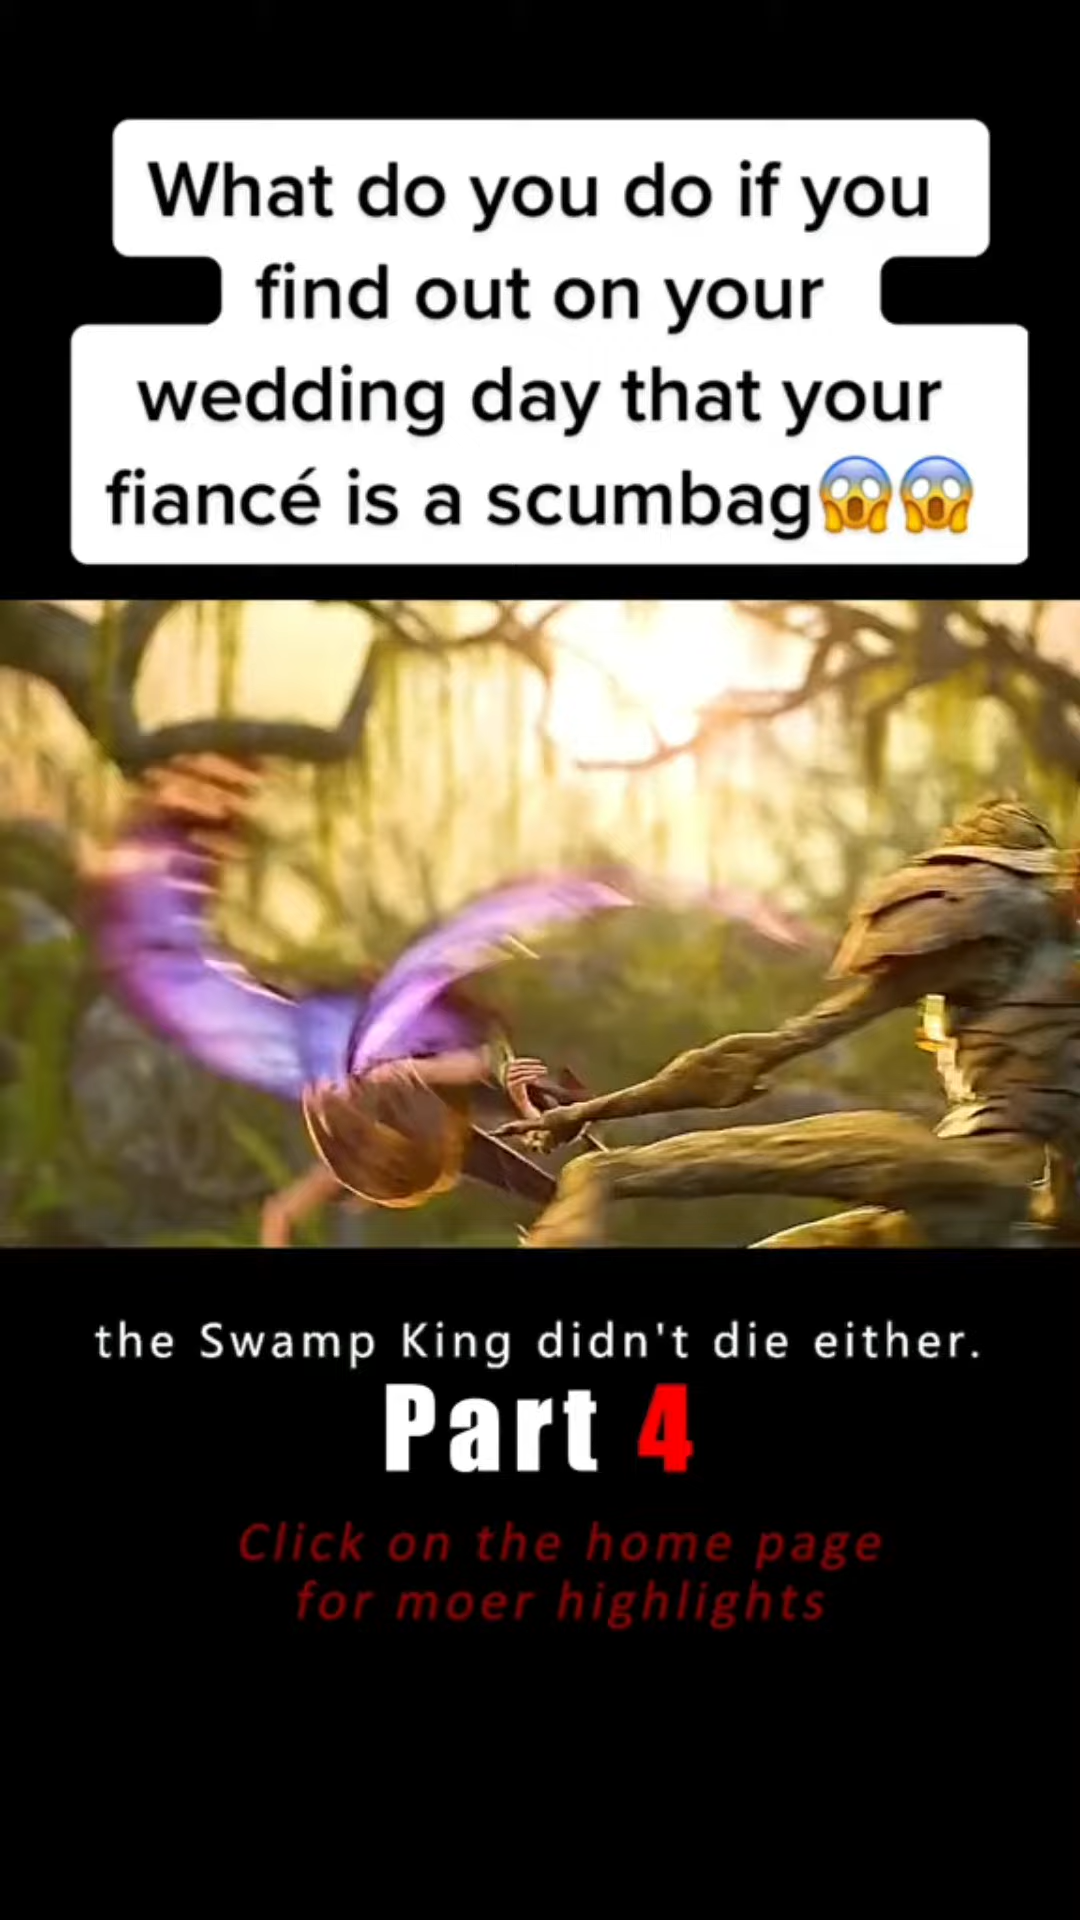 What do you do if you
find out on your
wedding day that your
fiancé is a scumbag😱😱
the Swamp King didn't die either.
Part 4
Click on the home page
for moer highlights